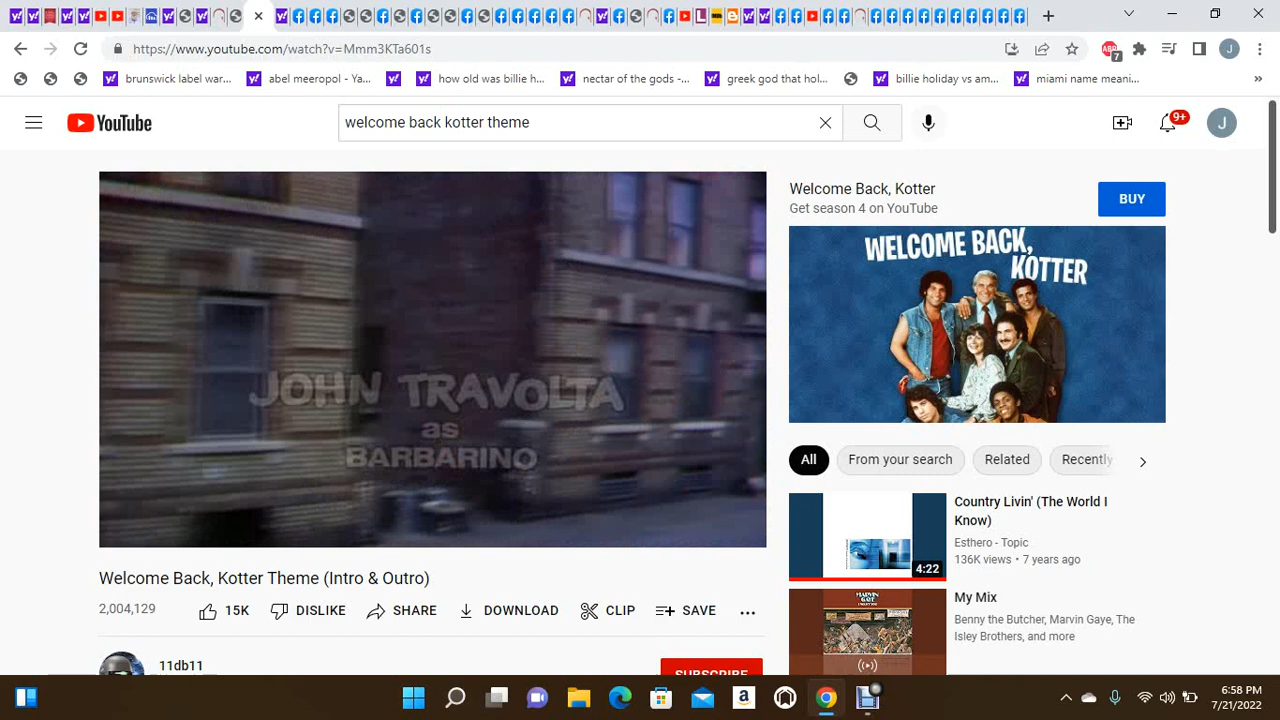 https://www.youtube.com/watch?v=Mmm3KTa601s
ABP
7
J
brunswick label war...
abel meeropol - Ya...
how old was billie h...
nectar of the gods -...
greek god that hol...
billie holiday vs am...
miami name meani...
YouTube
welcome back kotter theme
9+
J
JOHN TRAVOLTA
as
BARBARINO
Welcome Back, Kotter
Get season 4 on YouTube
BUY
WELCOME BACK,
KOTTER
All
From your search
Related
Recently
Country Livin' (The World I
Know)
Esthero - Topic
136K views • 7 years ago
4:22
Welcome Back, Kotter Theme (Intro & Outro)
2,004,129
15K
DISLIKE
SHARE
DOWNLOAD
CLIP
SAVE
MARVIN
GAYE
My Mix
Benny the Butcher, Marvin Gaye, The
Isley Brothers, and more
11db11
SUBSCRIBE
6:58 PM
7/21/2022